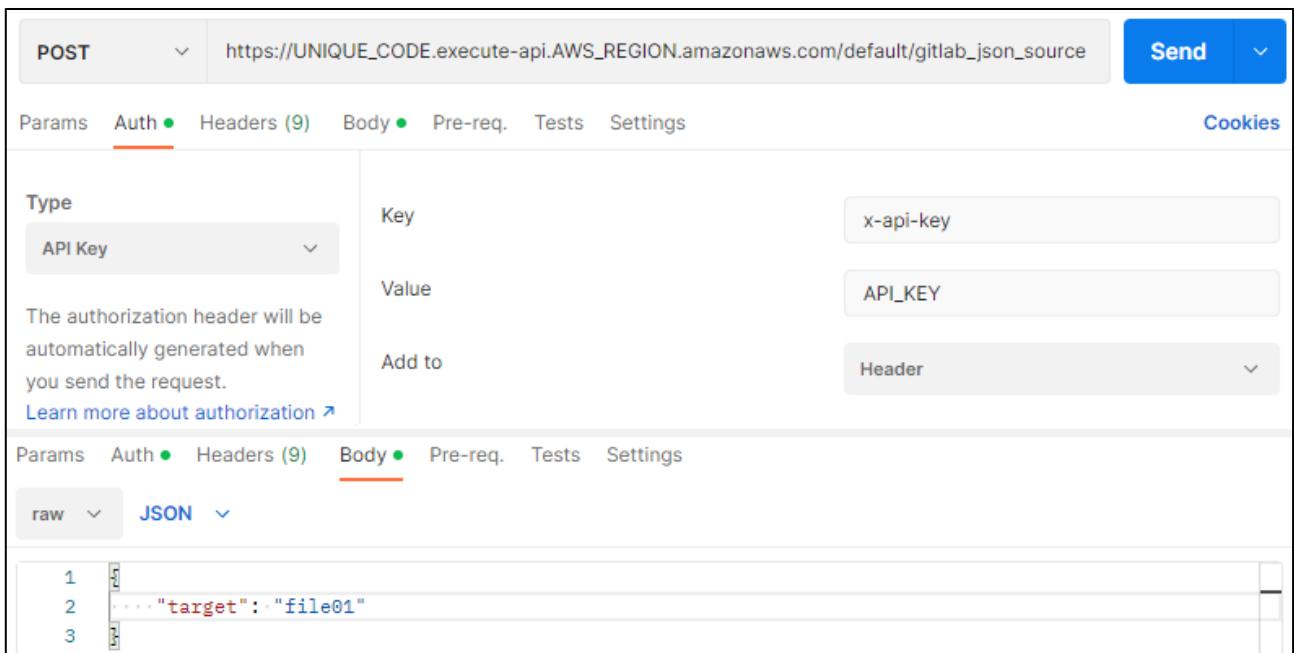 POST https://UNIQUE_CODE.execute-api.AWS_REGION.amazonaws.com/default/gitlab_json_source Send
Params Auth Headers (9) Body Pre-req. Tests Settings Cookies
Type
API Key
The authorization header will be
automatically generated when
you send the request.
Learn more about authorization ↗
Key x-api-key
Value API_KEY
Add to Header
Params Auth Headers (9) Body Pre-req. Tests Settings
raw JSON
1 {
2 ····"target":·"file01"
3 }